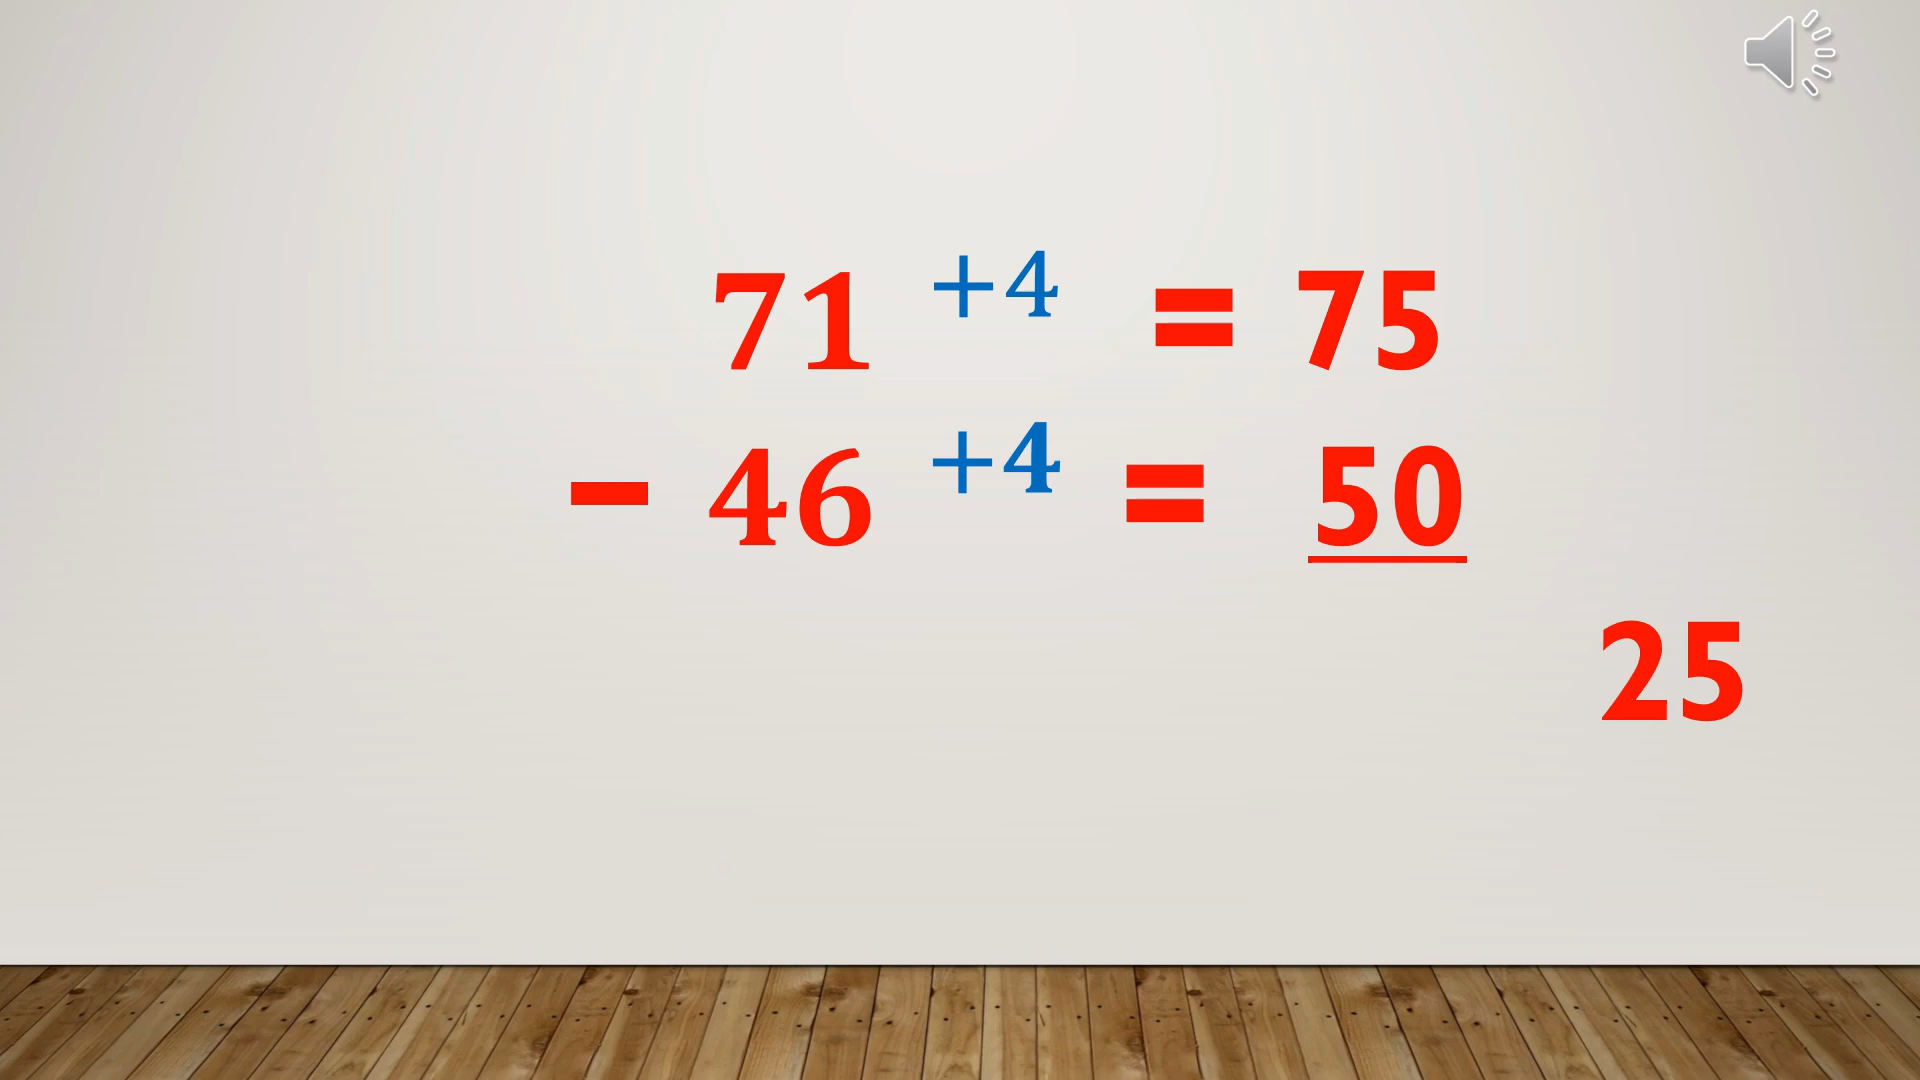 71 +4 = 75
− 46 +4 = 50
25